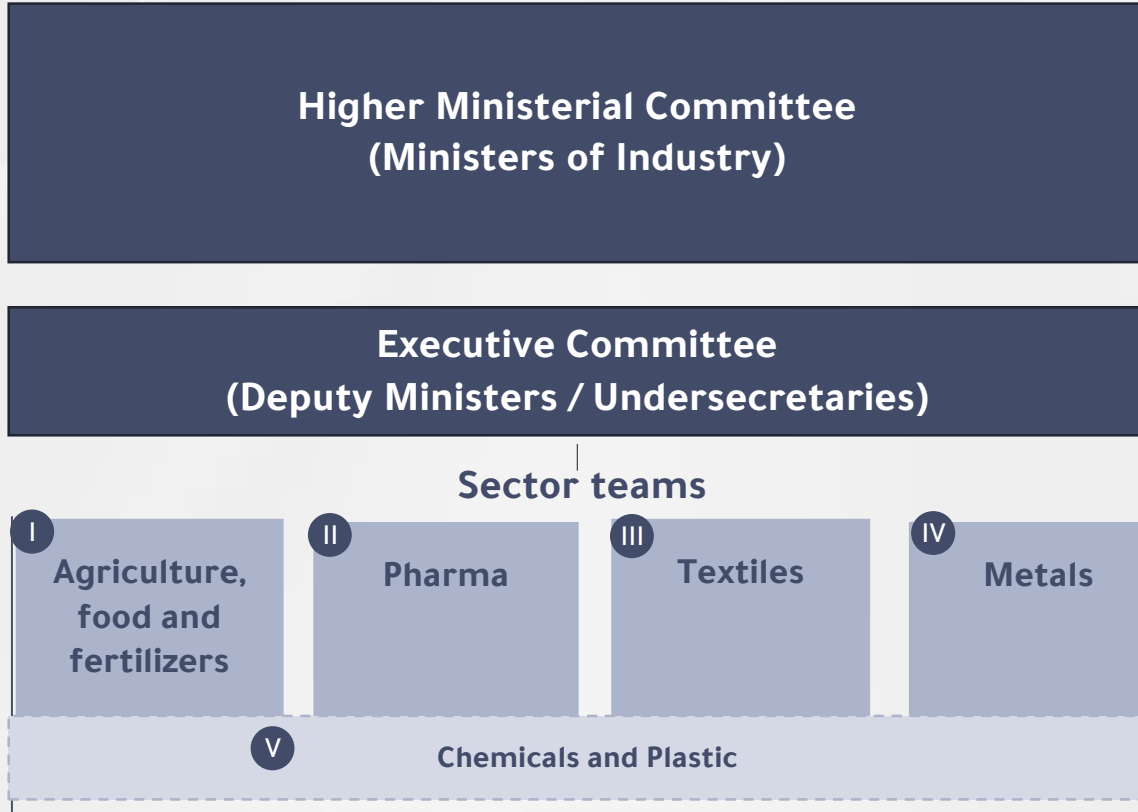 Higher Ministerial Committee
(Ministers of Industry)
Executive Committee
(Deputy Ministers / Undersecretaries)
Sector teams
I
Agriculture,
food and
fertilizers
II
Pharma
III
Textiles
IV
Metals
V
Chemicals and Plastic